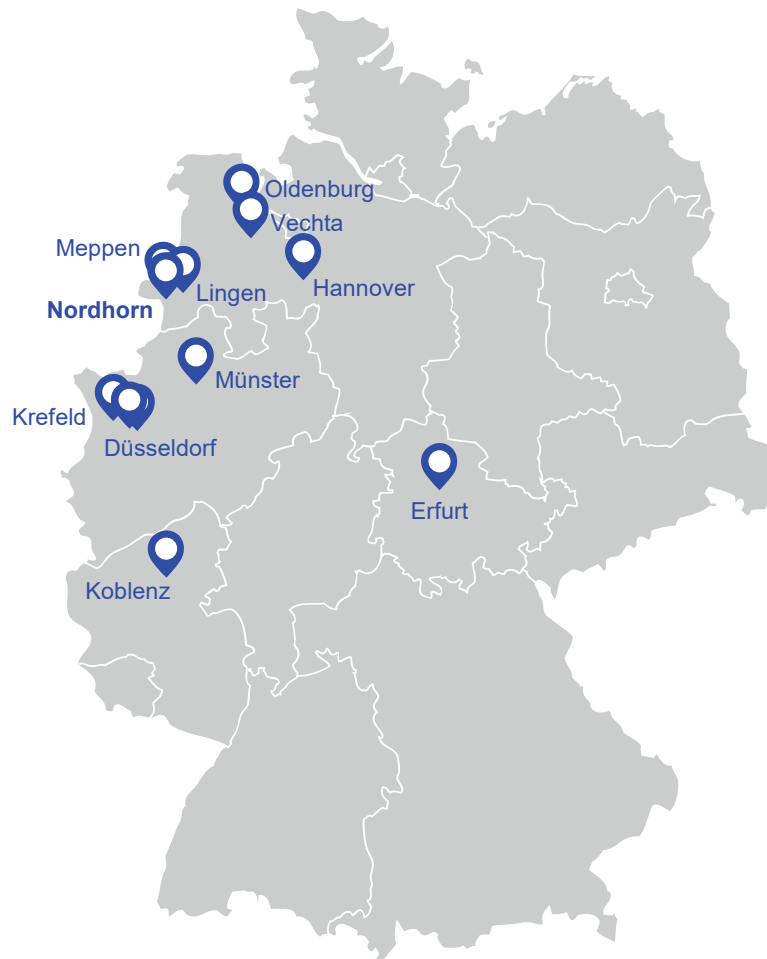 Oldenburg
Vechta
Meppen
Lingen
Hannover
Nordhorn
Münster
Krefeld
Düsseldorf
Erfurt
Koblenz